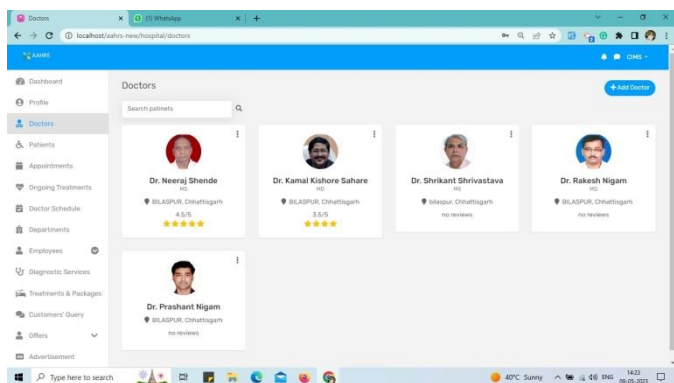 Doctors
(1) WhatsApp
localhost/aahrs-new/hospital/doctors
AAHRS
CIMS
Dashboard
Profile
Doctors
Patients
Appointments
Ongoing Treatments
Doctor Schedule
Departments
Employees
Diagnostic Services
Treatments & Packages
Customers' Query
Offers
Advertisement
Doctors
+ Add Doctor
Search patinets
Dr. Neeraj Shende
MS
BILASPUR, Chhattisgarh
4.5/5
Dr. Kamal Kishore Sahare
MD
BILASPUR, Chhattisgarh
3.5/5
Dr. Shrikant Shrivastava
MS
bilaspur, Chhattisgarh
no reviews
Dr. Rakesh Nigam
MD
BILASPUR, Chhattisgarh
no reviews
Dr. Prashant Nigam
BILASPUR, Chhattisgarh
no reviews
Type here to search
40°C Sunny
ENG
14:23
09-05-2023